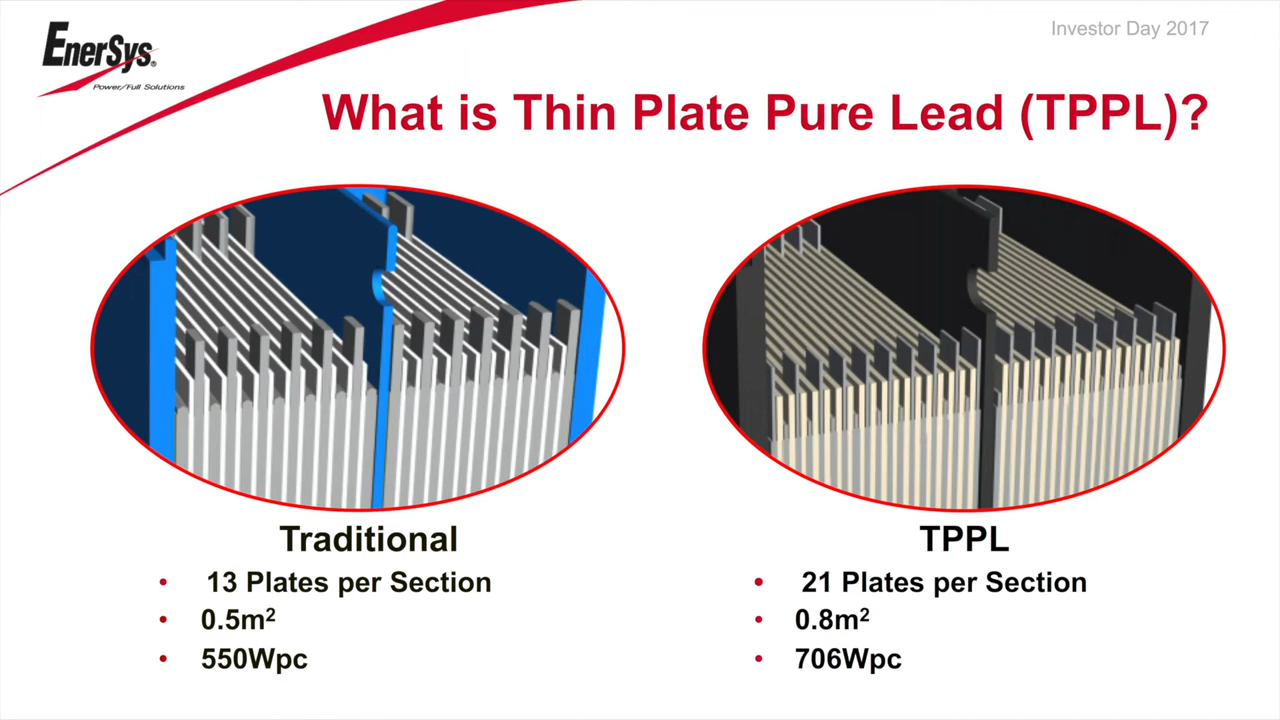 EnerSys®
Power/Full Solutions
Investor Day 2017
What is Thin Plate Pure Lead (TPPL)?
Traditional
• 13 Plates per Section
• 0.5m²
• 550Wpc
TPPL
• 21 Plates per Section
• 0.8m²
• 706Wpc